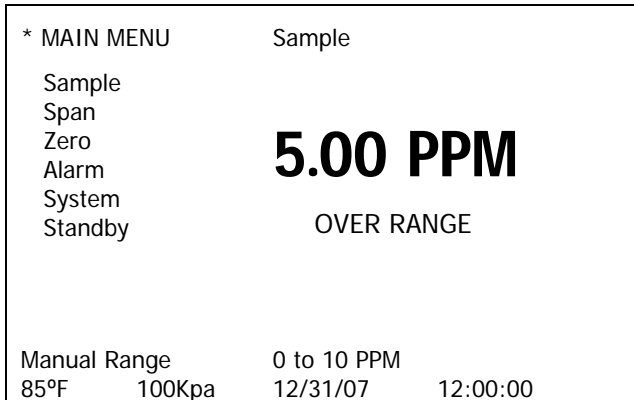 * MAIN MENU Sample
Sample
Span
Zero
Alarm
System
Standby
5.00 PPM
OVER RANGE
Manual Range 0 to 10 PPM
85ºF 100Kpa 12/31/07 12:00:00